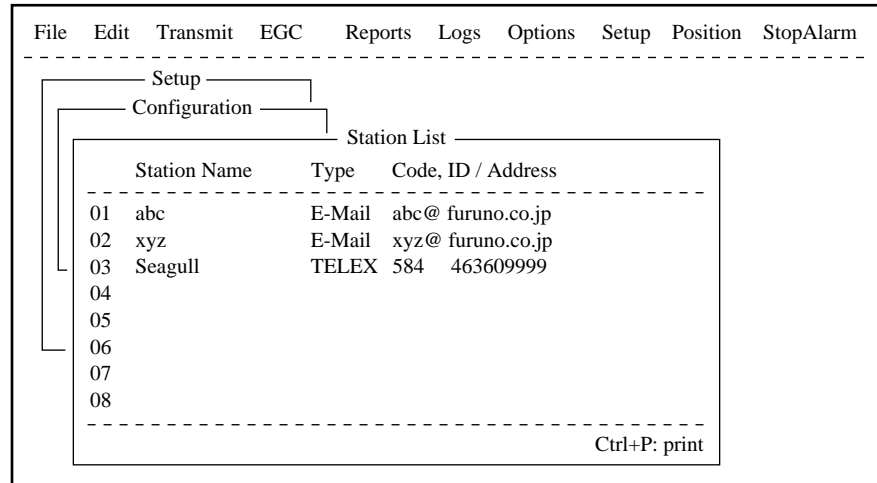 File Edit Transmit EGC Reports Logs Options Setup Position StopAlarm
Setup
Configuration
Station List
Station Name Type Code, ID / Address
01 abc E-Mail abc@ furuno.co.jp
02 xyz E-Mail xyz@ furuno.co.jp
03 Seagull TELEX 584 463609999
04
05
06
07
08
Ctrl+P: print